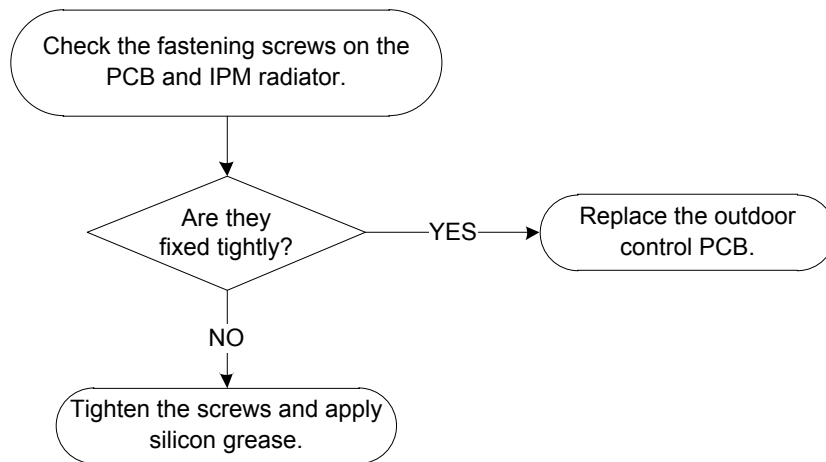 Check the fastening screws on the
PCB and IPM radiator.
Are they
fixed tightly?
YES
Replace the outdoor
control PCB.
NO
Tighten the screws and apply
silicon grease.